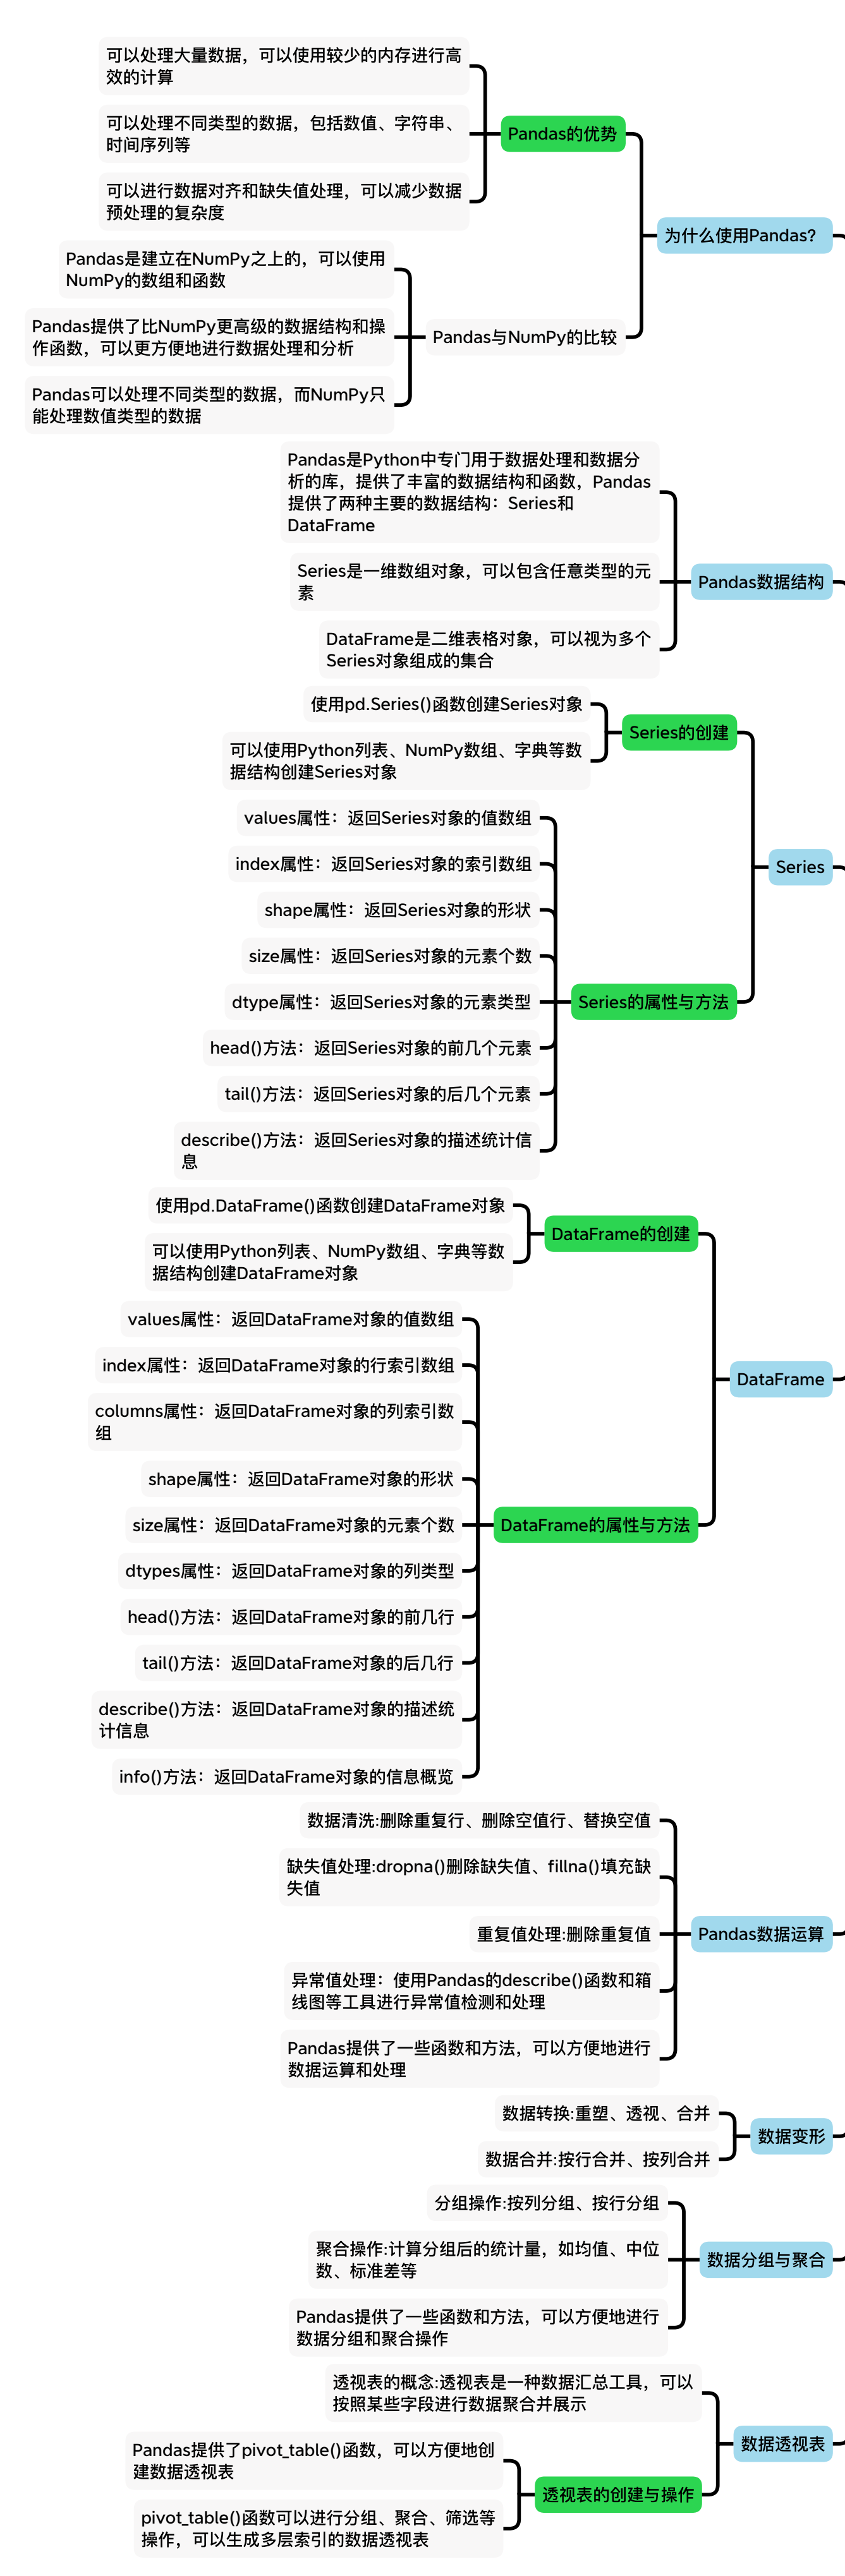 可以处理大量数据，可以使用较少的内存进行高
效的计算
可以处理不同类型的数据，包括数值、字符串、
时间序列等
Pandas的优势
可以进行数据对齐和缺失值处理，可以减少数据
预处理的复杂度
为什么使用Pandas？
Pandas是建立在NumPy之上的，可以使用
NumPy的数组和函数
Pandas提供了比NumPy更高级的数据结构和操
作函数，可以更方便地进行数据处理和分析
Pandas与NumPy的比较
Pandas可以处理不同类型的数据，而NumPy只
能处理数值类型的数据
Pandas是Python中专门用于数据处理和数据分
析的库，提供了丰富的数据结构和函数，Pandas
提供了两种主要的数据结构：Series和
DataFrame
Series是一维数组对象，可以包含任意类型的元
素
Pandas数据结构
DataFrame是二维表格对象，可以视为多个
Series对象组成的集合
使用pd.Series()函数创建Series对象
Series的创建
可以使用Python列表、NumPy数组、字典等数
据结构创建Series对象
values属性：返回Series对象的值数组
index属性：返回Series对象的索引数组
Series
shape属性：返回Series对象的形状
size属性：返回Series对象的元素个数
dtype属性：返回Series对象的元素类型
Series的属性与方法
head()方法：返回Series对象的前几个元素
tail()方法：返回Series对象的后几个元素
describe()方法：返回Series对象的描述统计信
息
使用pd.DataFrame()函数创建DataFrame对象
DataFrame的创建
可以使用Python列表、NumPy数组、字典等数
据结构创建DataFrame对象
values属性：返回DataFrame对象的值数组
index属性：返回DataFrame对象的行索引数组
DataFrame
columns属性：返回DataFrame对象的列索引数
组
shape属性：返回DataFrame对象的形状
size属性：返回DataFrame对象的元素个数
DataFrame的属性与方法
dtypes属性：返回DataFrame对象的列类型
head()方法：返回DataFrame对象的前几行
tail()方法：返回DataFrame对象的后几行
describe()方法：返回DataFrame对象的描述统
计信息
info()方法：返回DataFrame对象的信息概览
数据清洗:删除重复行、删除空值行、替换空值
缺失值处理:dropna()删除缺失值、fillna()填充缺
失值
重复值处理:删除重复值
Pandas数据运算
异常值处理：使用Pandas的describe()函数和箱
线图等工具进行异常值检测和处理
Pandas提供了一些函数和方法，可以方便地进行
数据运算和处理
数据转换:重塑、透视、合并
数据变形
数据合并:按行合并、按列合并
分组操作:按列分组、按行分组
聚合操作:计算分组后的统计量，如均值、中位
数、标准差等
数据分组与聚合
Pandas提供了一些函数和方法，可以方便地进行
数据分组和聚合操作
透视表的概念:透视表是一种数据汇总工具，可以
按照某些字段进行数据聚合并展示
数据透视表
Pandas提供了pivot_table()函数，可以方便地创
建数据透视表
透视表的创建与操作
pivot_table()函数可以进行分组、聚合、筛选等
操作，可以生成多层索引的数据透视表